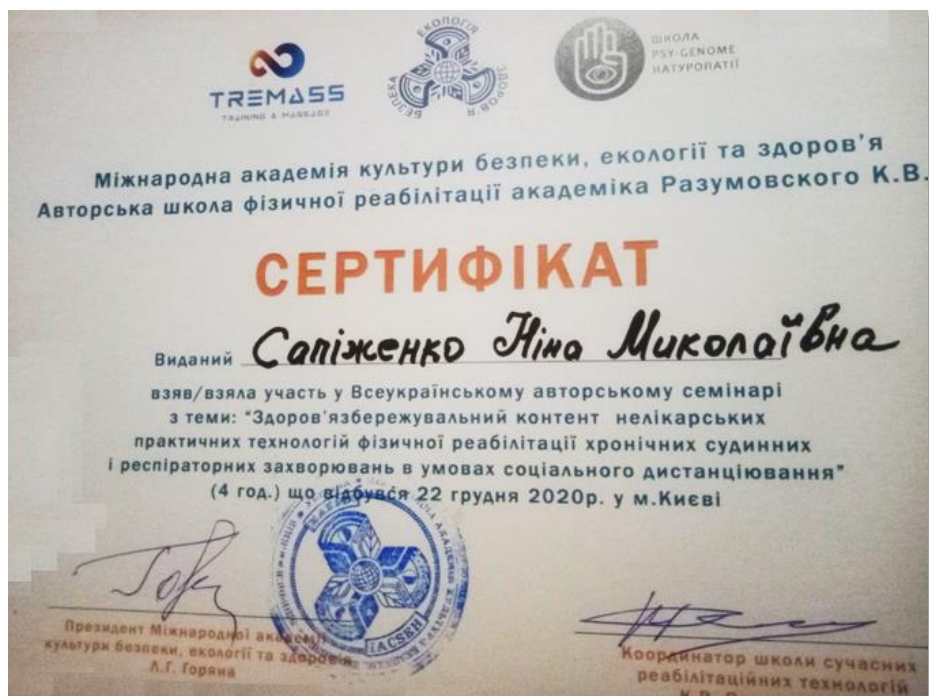 TREMASS
TRAINING & MASSAGE
ЕКОЛОГІЯ
БЕЗПЕКА
ЗДОРОВ'Я
ШКОЛА
PSY-GENOME
НАТУРОПАТІЇ
Міжнародна академія культури безпеки, екології та здоров'я
Авторська школа фізичної реабілітації академіка Разумовского К.В.
СЕРТИФІКАТ
Виданий Сапіженко Ніна Миколаївна
взяв/взяла участь у Всеукраїнському авторському семінарі
з теми: "Здоров'язбережувальний контент нелікарських
практичних технологій фізичної реабілітації хронічних судинних
і респіраторних захворювань в умовах соціального дистанціювання"
(4 год.) що відбувся 22 грудня 2020р. у м.Києві
IACSEH
Президент Міжнародної академії
культури безпеки, екології та здоров'я
Л.Г. Горяна
Координатор школи сучасних
реабілітаційних технологій